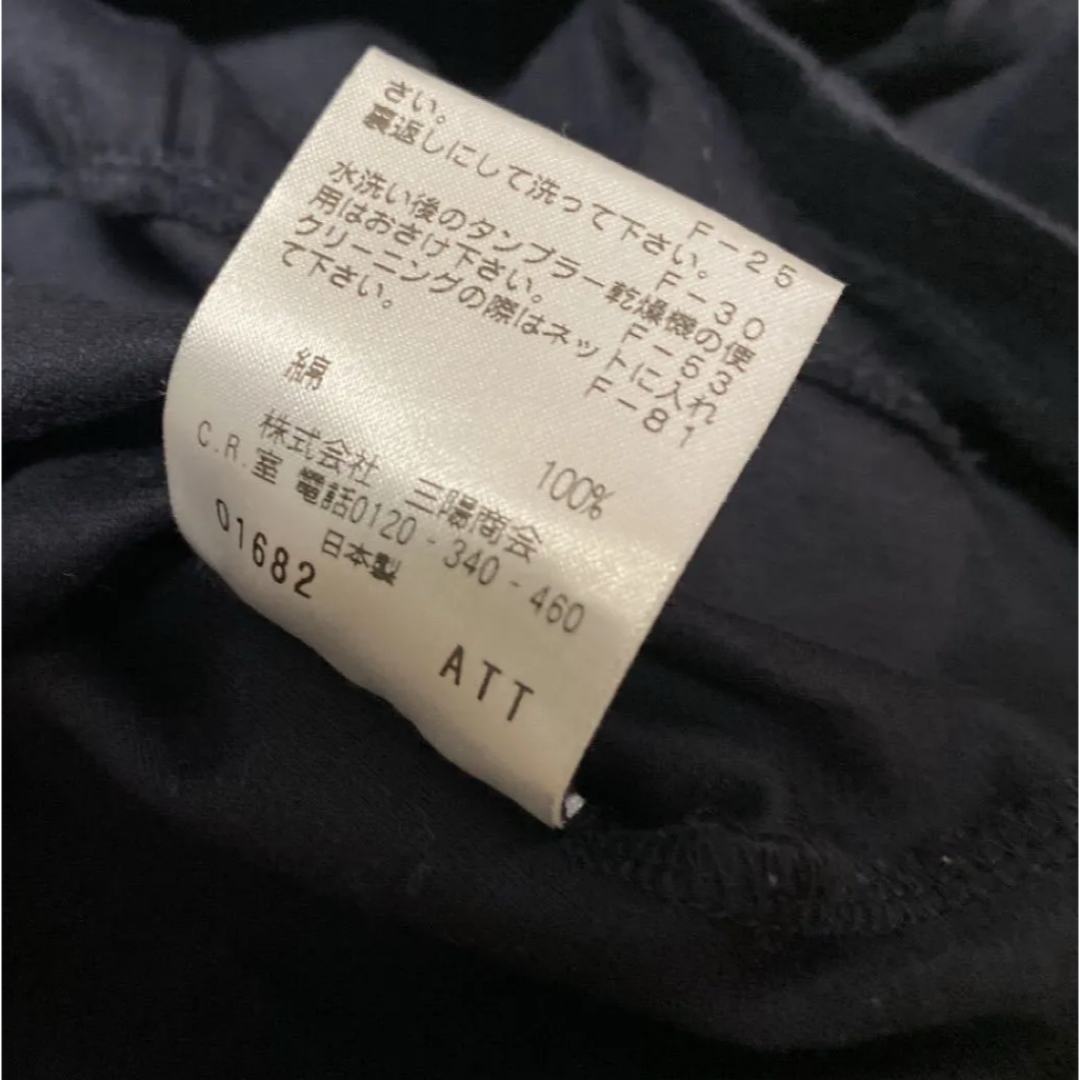 さい。
F-25
裏返しにして洗って下さい。
F-30
水洗い後のタンブラー乾燥機の使
用はおさけ下さい。
F-53
クリーニングの際はネットに入れ
て下さい。
F-81
綿 100%
株式会社 三陽商会
C.R.室 電話0120-340-460
日本製
01682 ATT